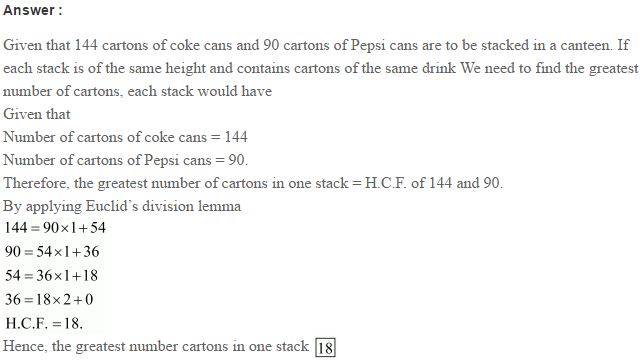 Answer :
Given that 144 cartons of coke cans and 90 cartons of Pepsi cans are to be stacked in a canteen. If
each stack is of the same height and contains cartons of the same drink We need to find the greatest
number of cartons, each stack would have
Given that
Number of cartons of coke cans = 144
Number of cartons of Pepsi cans = 90.
Therefore, the greatest number of cartons in one stack = H.C.F. of 144 and 90.
By applying Euclid's division lemma
144 = 90×1+54
90 = 54×1+36
54 = 36×1+18
36 = 18×2+0
H.C.F. = 18.
Hence, the greatest number cartons in one stack 18